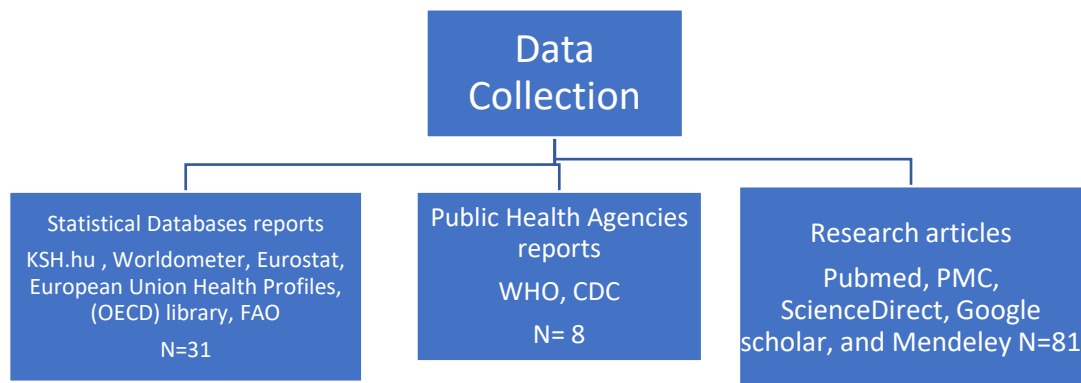 Data
Collection
Statistical Databases reports
KSH.hu , Worldometer, Eurostat,
European Union Health Profiles,
(OECD) library, FAO
N=31
Public Health Agencies
reports
WHO, CDC
N= 8
Research articles
Pubmed, PMC,
ScienceDirect, Google
scholar, and Mendeley N=81